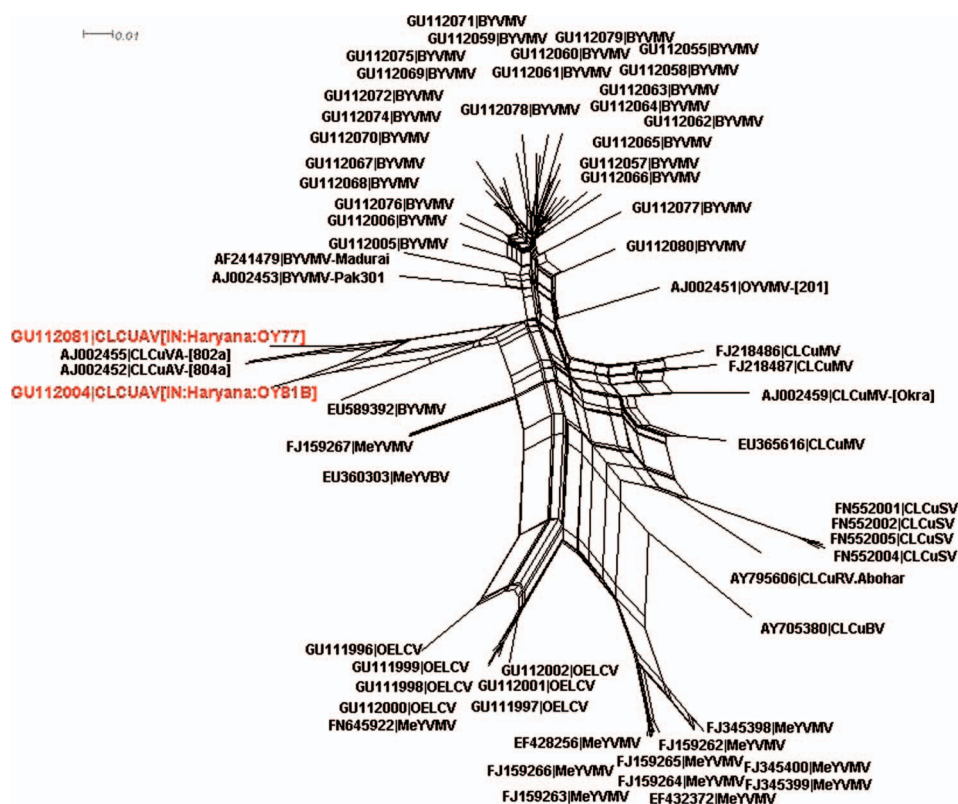 0.01
GU112071|BYVMV
GU112059|BYVMV
GU112079|BYVMV
GU112075|BYVMV
GU112060|BYVMV
GU112055|BYVMV
GU112069|BYVMV
GU112061|BYVMV
GU112058|BYVMV
GU112072|BYVMV
GU112063|BYVMV
GU112074|BYVMV
GU112078|BYVMV
GU112064|BYVMV
GU112062|BYVMV
GU112070|BYVMV
GU112065|BYVMV
GU112067|BYVMV
GU112057|BYVMV
GU112068|BYVMV
GU112066|BYVMV
GU112076|BYVMV
GU112077|BYVMV
GU112006|BYVMV
GU112005|BYVMV
GU112080|BYVMV
AF241479|BYVMV-Madurai
AJ002453|BYVMV-Pak301
AJ002451|OYVMV-[201]
GU112081|CLCUAV[IN:Haryana:OY77]
AJ002455|CLCuVA-[802a]
AJ002452|CLCuAV-[804a]
FJ218486|CLCuMV
FJ218487|CLCuMV
GU112004|CLCUAV[IN:Haryana:OY81B]
AJ002459|CLCuMV-[Okra]
EU589392|BYVMV
FJ159267|MeYVMV
EU365616|CLCuMV
EU360303|MeYVBV
FN552001|CLCuSV
FN552002|CLCuSV
FN552005|CLCuSV
FN552004|CLCuSV
AY795606|CLCuRV.Abohar
AY705380|CLCuBV
GU111996|OELCV
GU111999|OELCV
GU112002|OELCV
GU111998|OELCV
GU112001|OELCV
GU112000|OELCV
GU111997|OELCV
FN645922|MeYVMV
FJ345398|MeYVMV
EF428256|MeYVMV
FJ159262|MeYVMV
FJ159265|MeYVMV
FJ345400|MeYVMV
FJ159266|MeYVMV
FJ159264|MeYVMV
FJ345399|MeYVMV
FJ159263|MeYVMV
EF432372|MeYVMV